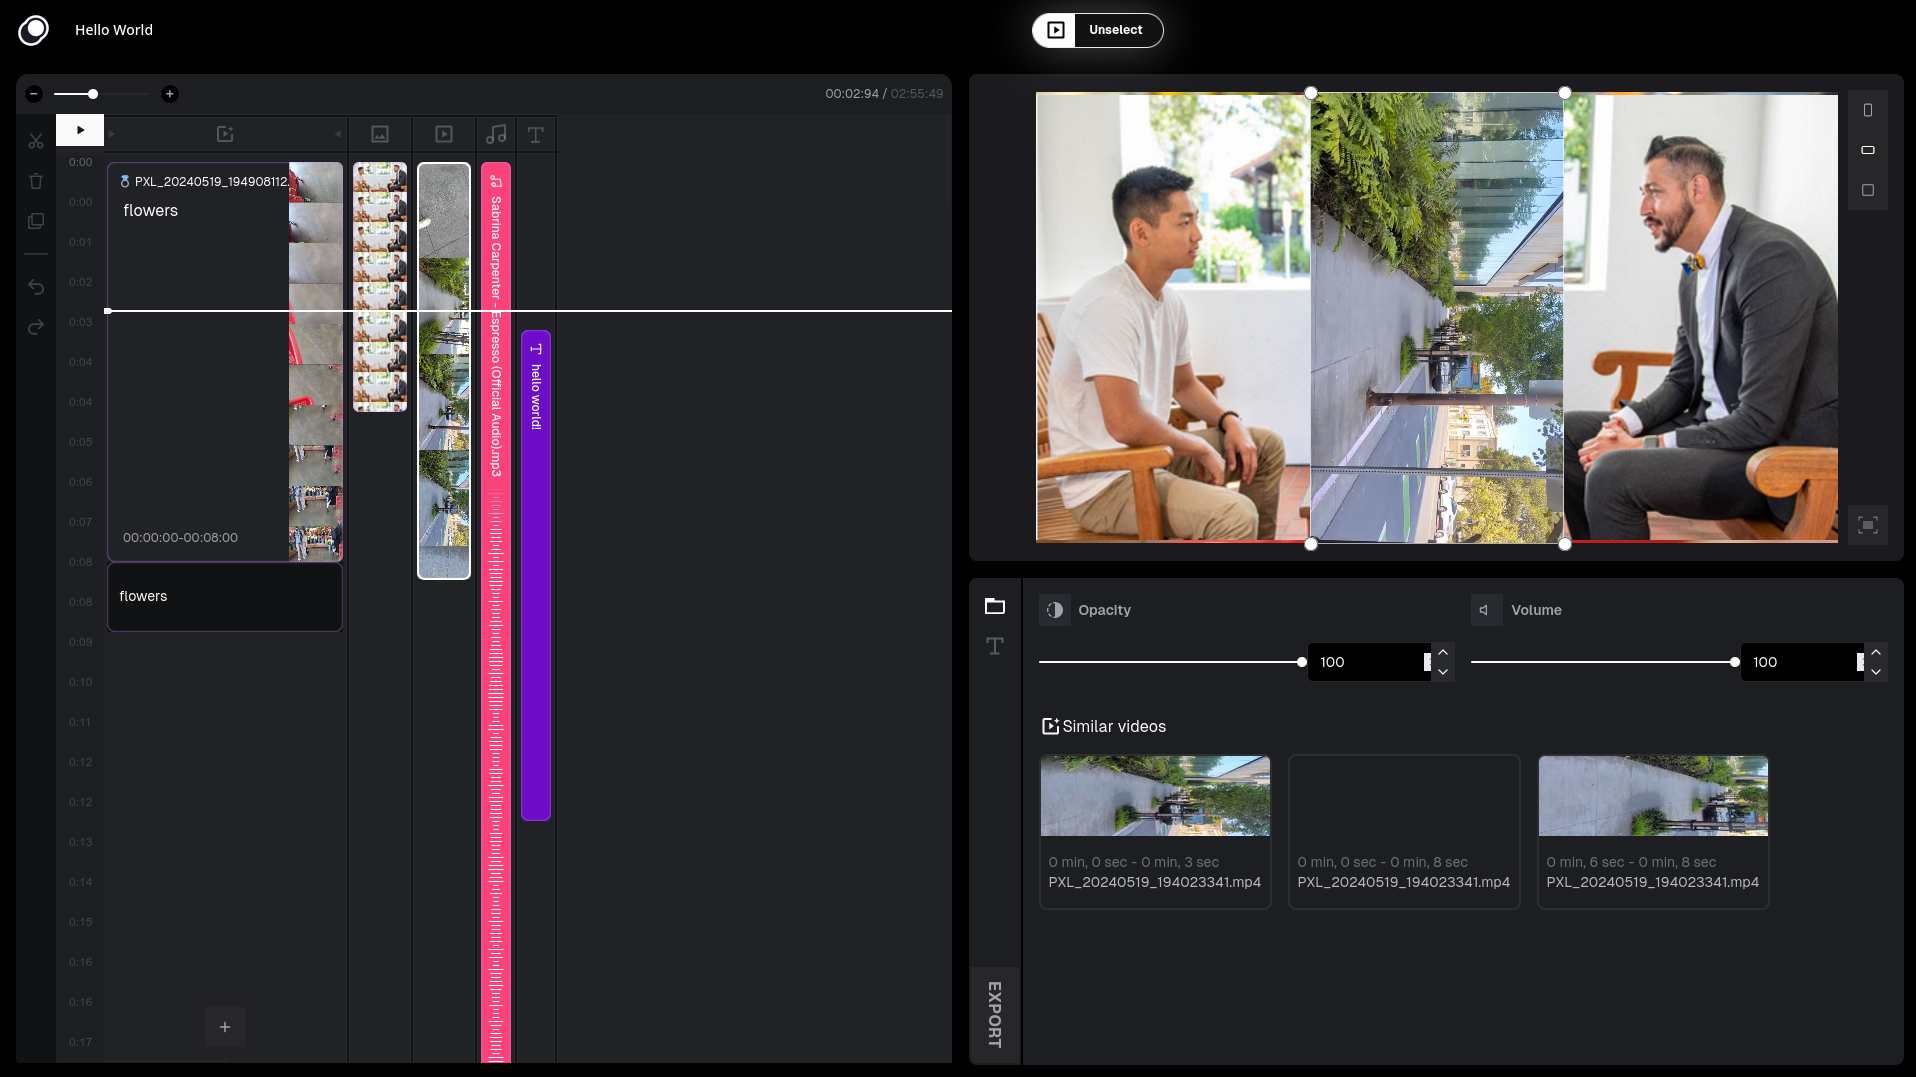 Hello World
Unselect
00:02:94 / 02:55:49
0:00
0:00
0:01
0:02
0:03
0:04
0:04
0:05
0:06
0:07
0:08
0:08
0:09
0:10
0:11
0:12
0:12
0:13
0:14
0:15
0:16
0:16
0:17
PXL_20240519_194908112.
flowers
00:00:00-00:08:00
flowers
Sabrina Carpenter - Espresso (Official Audio).mp3
T hello world!
Opacity
100
Volume
100
Similar videos
0 min, 0 sec - 0 min, 3 sec
PXL_20240519_194023341.mp4
0 min, 0 sec - 0 min, 8 sec
PXL_20240519_194023341.mp4
0 min, 6 sec - 0 min, 8 sec
PXL_20240519_194023341.mp4
EXPORT